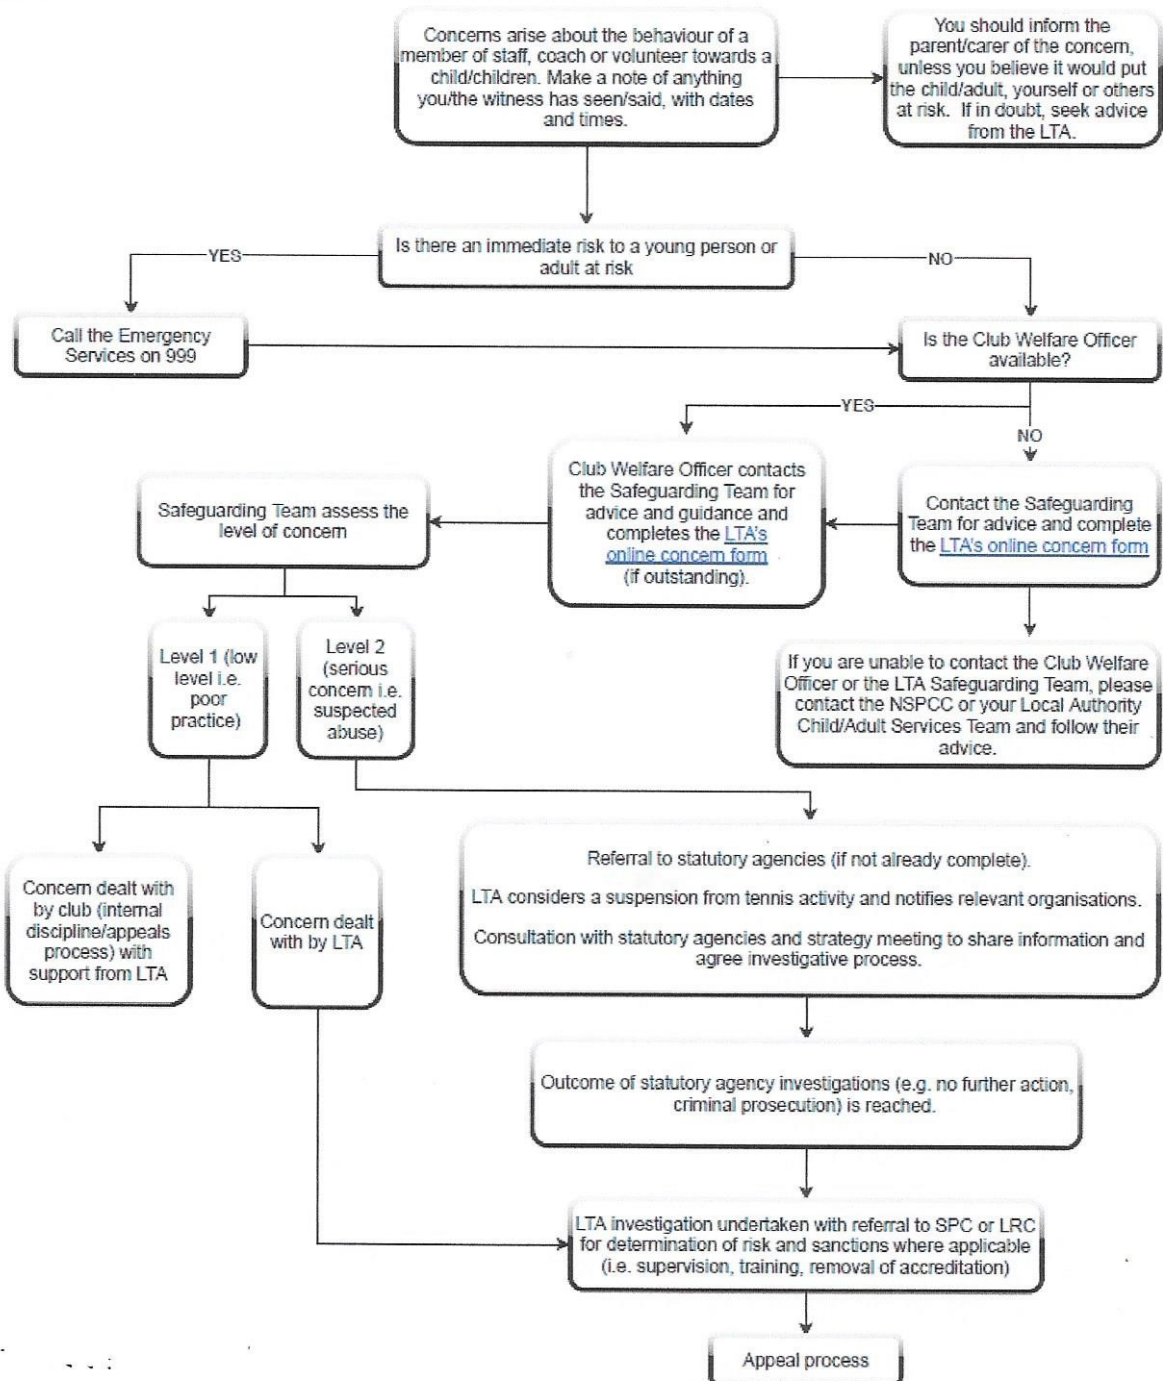 Concerns arise about the behaviour of a
member of staff, coach or volunteer towards a
child/children. Make a note of anything
you/the witness has seen/said, with dates
and times.
You should inform the
parent/carer of the concern,
unless you believe it would put
the child/adult, yourself or others
at risk. If in doubt, seek advice
from the LTA.
Is there an immediate risk to a young person or
adult at risk
YES
NO
Call the Emergency
Services on 999
Is the Club Welfare Officer
available?
YES
NO
Club Welfare Officer contacts
the Safeguarding Team for
advice and guidance and
completes the LTA's
online concern form
(if outstanding).
Contact the Safeguarding
Team for advice and complete
the LTA's online concern form
Safeguarding Team assess the
level of concern
Level 1 (low
level i.e.
poor
practice)
Level 2
(serious
concern i.e.
suspected
abuse)
If you are unable to contact the Club Welfare
Officer or the LTA Safeguarding Team, please
contact the NSPCC or your Local Authority
Child/Adult Services Team and follow their
advice.
Concern dealt with
by club (internal
discipline/appeals
process) with
support from LTA
Concern dealt
with by LTA
Referral to statutory agencies (if not already complete).
LTA considers a suspension from tennis activity and notifies relevant organisations.
Consultation with statutory agencies and strategy meeting to share information and
agree investigative process.
Outcome of statutory agency investigations (e.g. no further action,
criminal prosecution) is reached.
LTA investigation undertaken with referral to SPC or LRC
for determination of risk and sanctions where applicable
(i.e. supervision, training, removal of accreditation)
Appeal process